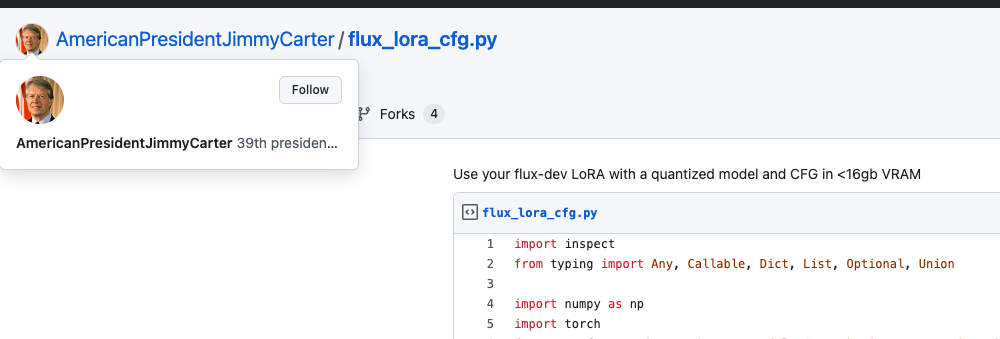 AmericanPresidentJimmyCarter / flux_lora_cfg.py
Follow
AmericanPresidentJimmyCarter 39th presiden...
Forks 4
Use your flux-dev LoRA with a quantized model and CFG in <16gb VRAM
flux_lora_cfg.py
1 import inspect
2 from typing import Any, Callable, Dict, List, Optional, Union
3
4 import numpy as np
5 import torch